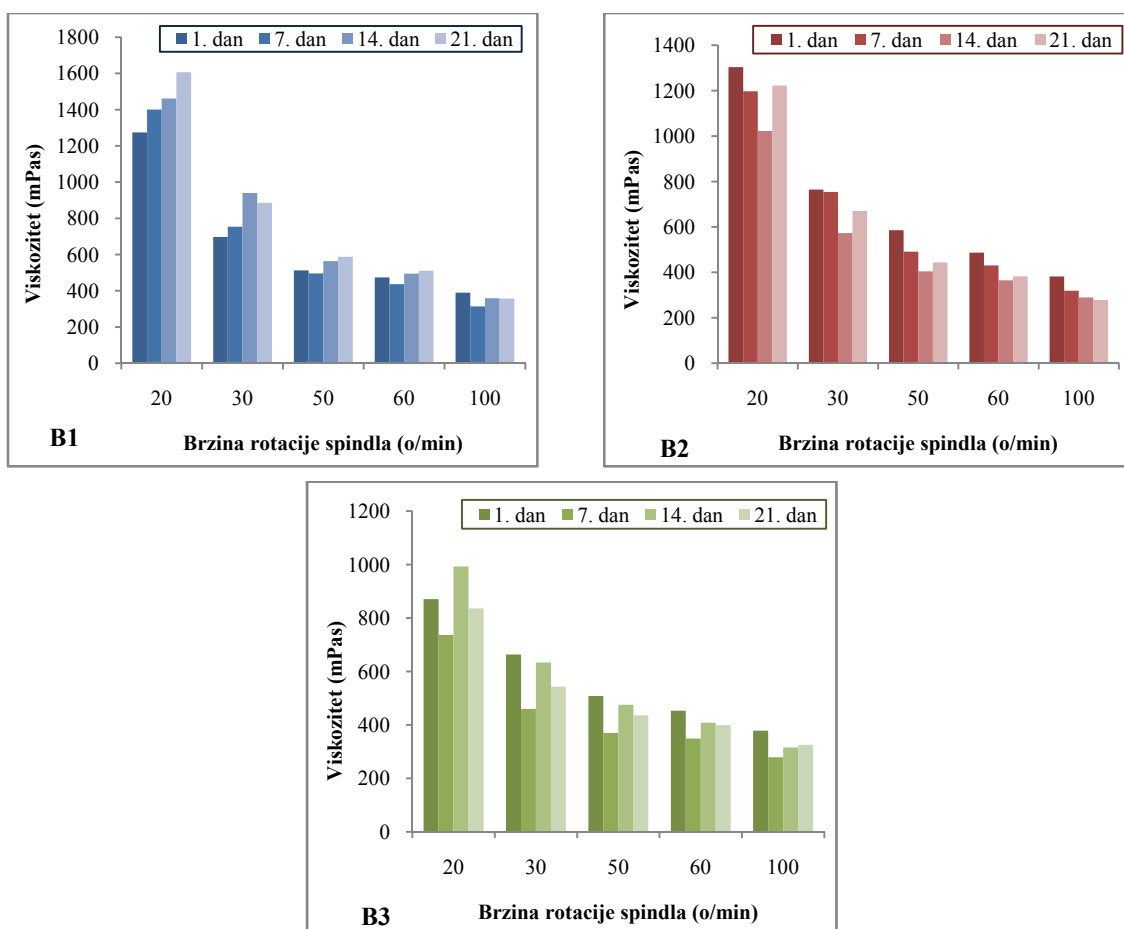 1. dan 7. dan 14. dan 21. dan
1800
1600
1400
1200
1000
800
600
400
200
0
Viskozitet (mPas)
20 30 50 60 100
B1
Brzina rotacije spindla (o/min)
1. dan 7. dan 14. dan 21. dan
1400
1200
1000
800
600
400
200
0
Viskozitet (mPas)
20 30 50 60 100
B2
Brzina rotacije spindla (o/min)
1. dan 7. dan 14. dan 21. dan
1200
1000
800
600
400
200
0
Viskozitet (mPas)
20 30 50 60 100
B3
Brzina rotacije spindla (o/min)